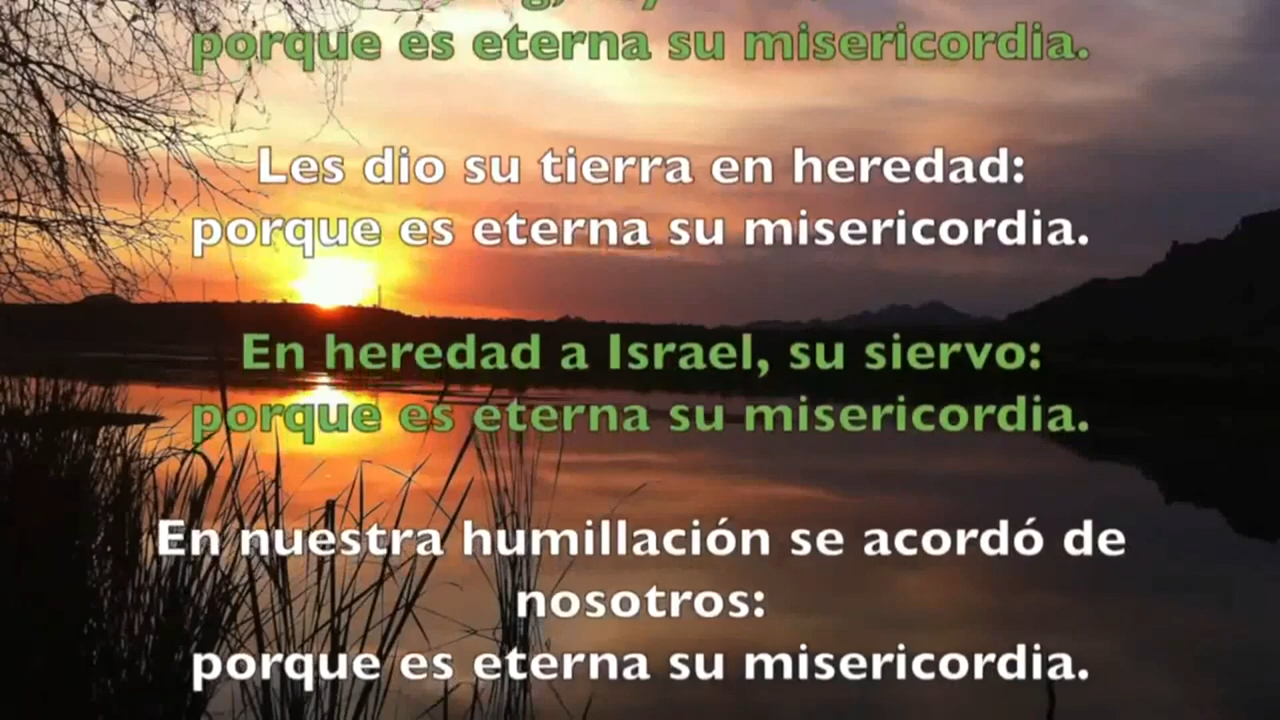 porque es eterna su misericordia.
Les dio su tierra en heredad:
porque es eterna su misericordia.
En heredad a Israel, su siervo:
porque es eterna su misericordia.
En nuestra humillación se acordó de
nosotros:
porque es eterna su misericordia.